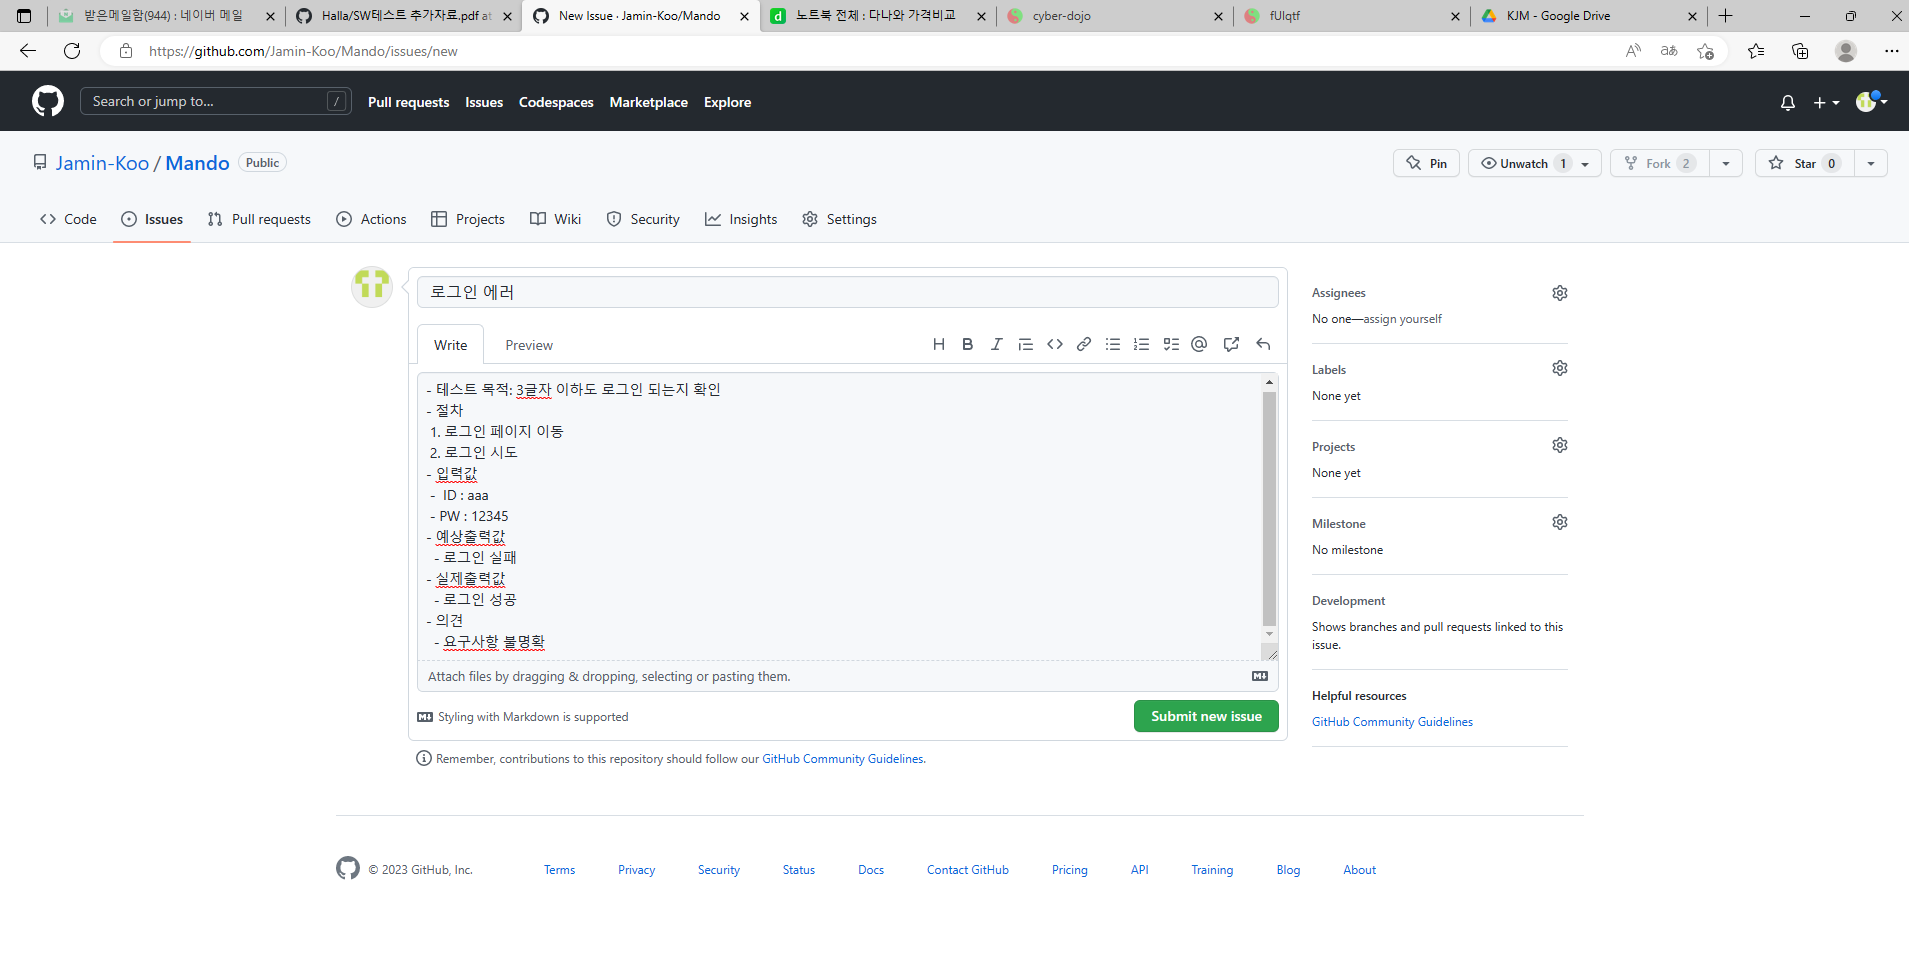 받은메일함(944) : 네이버 메일
Halla/SW테스트 추가자료.pdf at
New Issue · Jamin-Koo/Mando
노트북 전체 : 다나와 가격비교
cyber-dojo
fUlqtf
KJM - Google Drive
https://github.com/Jamin-Koo/Mando/issues/new
Search or jump to... /
Pull requests Issues Codespaces Marketplace Explore
Jamin-Koo / Mando Public
Pin Unwatch 1 Fork 2 Star 0
Code Issues Pull requests Actions Projects Wiki Security Insights Settings
로그인 에러
Write Preview
- 테스트 목적: 3글자 이하도 로그인 되는지 확인
- 절차
1. 로그인 페이지 이동
2. 로그인 시도
- 입력값
- ID : aaa
- PW : 12345
- 예상출력값
- 로그인 실패
- 실제출력값
- 로그인 성공
- 의견
- 요구사항 불명확
Attach files by dragging & dropping, selecting or pasting them.
Styling with Markdown is supported
Submit new issue
Remember, contributions to this repository should follow our GitHub Community Guidelines.
Assignees
No one—assign yourself
Labels
None yet
Projects
None yet
Milestone
No milestone
Development
Shows branches and pull requests linked to this
issue.
Helpful resources
GitHub Community Guidelines
© 2023 GitHub, Inc. Terms Privacy Security Status Docs Contact GitHub Pricing API Training Blog About